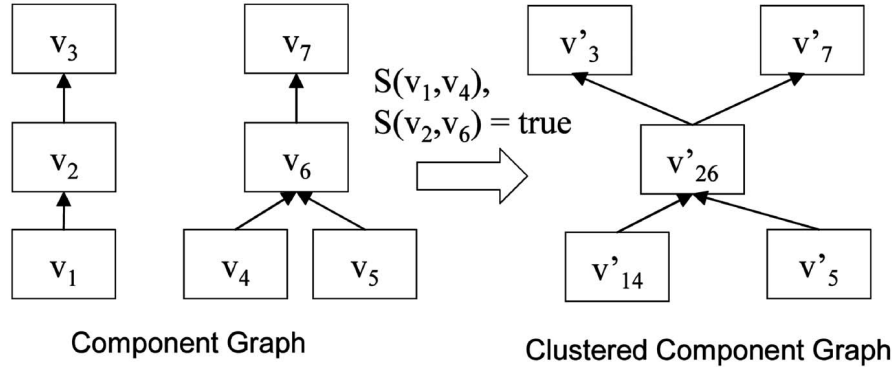 v3
v7
S(v1,v4),
S(v2,v6) = true
v'3
v'7
v2
v6
v'26
v1
v4
v5
v'14
v'5
Component Graph
Clustered Component Graph